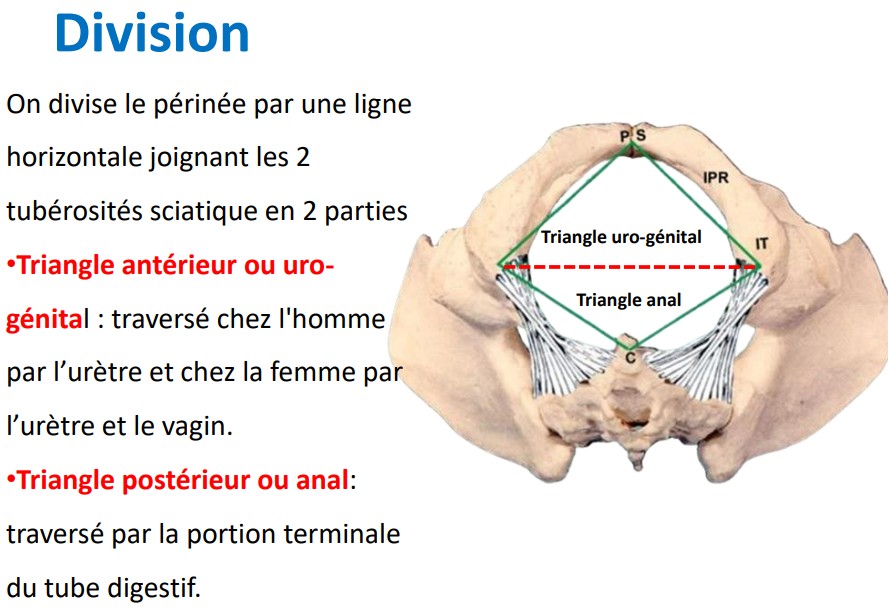 Division
On divise le périnée par une ligne
horizontale joignant les 2
tubérosités sciatique en 2 parties
•Triangle antérieur ou uro-
génital : traversé chez l'homme
par l’urètre et chez la femme par
l’urètre et le vagin.
•Triangle postérieur ou anal:
traversé par la portion terminale
du tube digestif.
P S
IPR
IT
Triangle uro-génital
Triangle anal
C